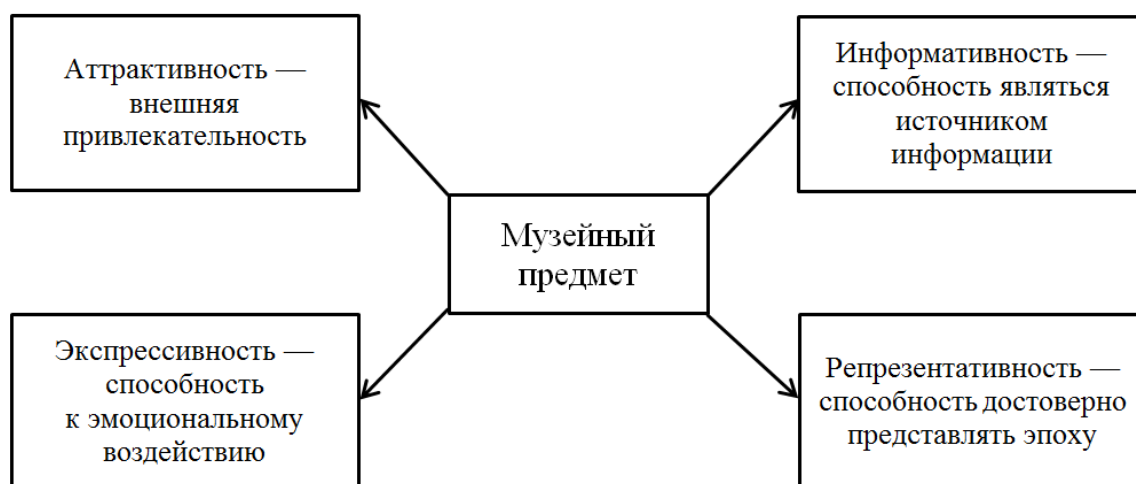 Аттрактивность —
внешняя
привлекательность
Информативность —
способность являться
источником
информации
Музейный
предмет
Экспрессивность —
способность
к эмоциональному
воздействию
Репрезентативность —
способность достоверно
представлять эпоху